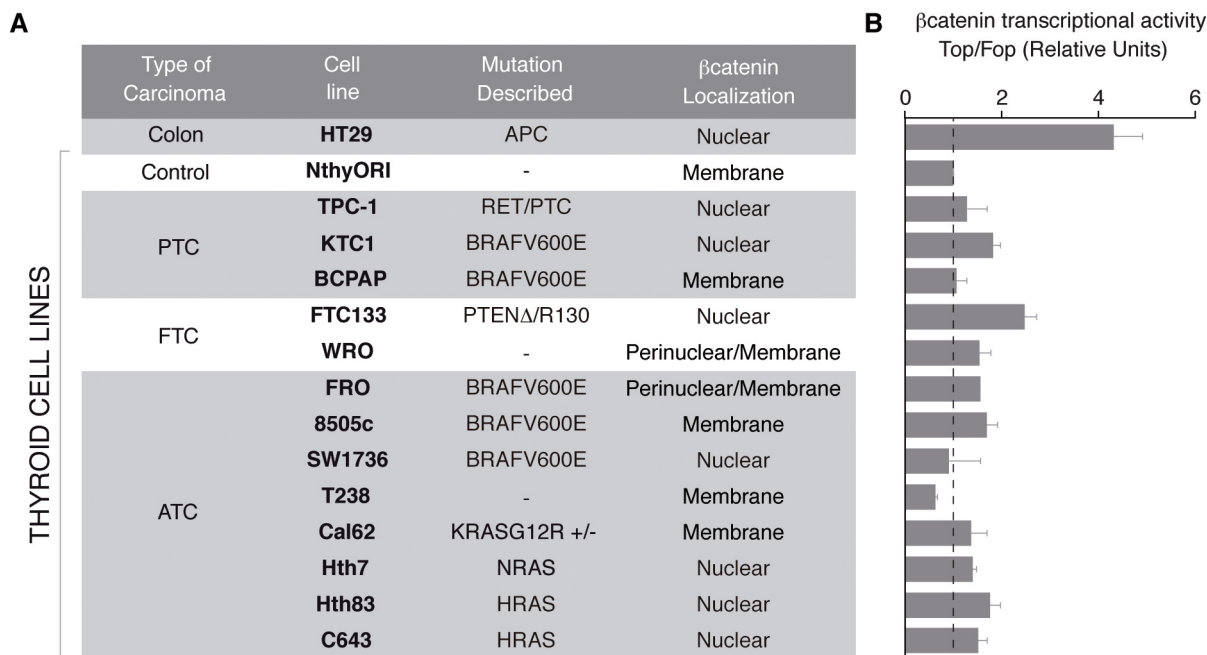 A
Type of Carcinoma
Cell line
Mutation Described
βcatenin Localization
Colon HT29 APC Nuclear
THYROID CELL LINES
Control NthyORI - Membrane
PTC
TPC-1 RET/PTC Nuclear
KTC1 BRAFV600E Nuclear
BCPAP BRAFV600E Membrane
FTC
FTC133 PTENΔ/R130 Nuclear
WRO - Perinuclear/Membrane
ATC
FRO BRAFV600E Perinuclear/Membrane
8505c BRAFV600E Membrane
SW1736 BRAFV600E Nuclear
T238 - Membrane
Cal62 KRASG12R +/- Membrane
Hth7 NRAS Nuclear
Hth83 HRAS Nuclear
C643 HRAS Nuclear
B
βcatenin transcriptional activity
Top/Fop (Relative Units)
0 2 4 6